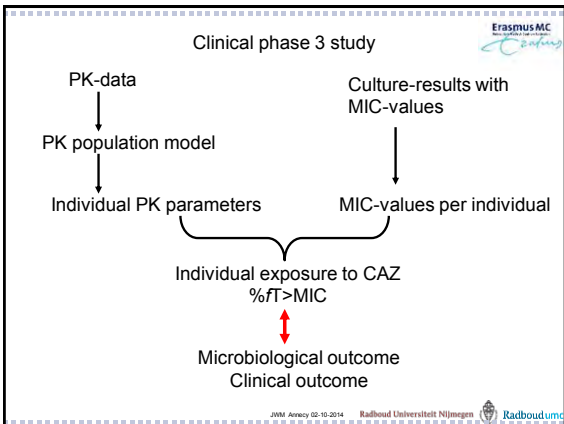 Clinical phase 3 study
Erasmus MC
PK-data
PK population model
Individual PK parameters
Culture-results with
MIC-values
MIC-values per individual
Individual exposure to CAZ
%fT>MIC
Microbiological outcome
Clinical outcome
JWM Annecy 02-10-2014
Radboud Universiteit Nijmegen
Radboudumc